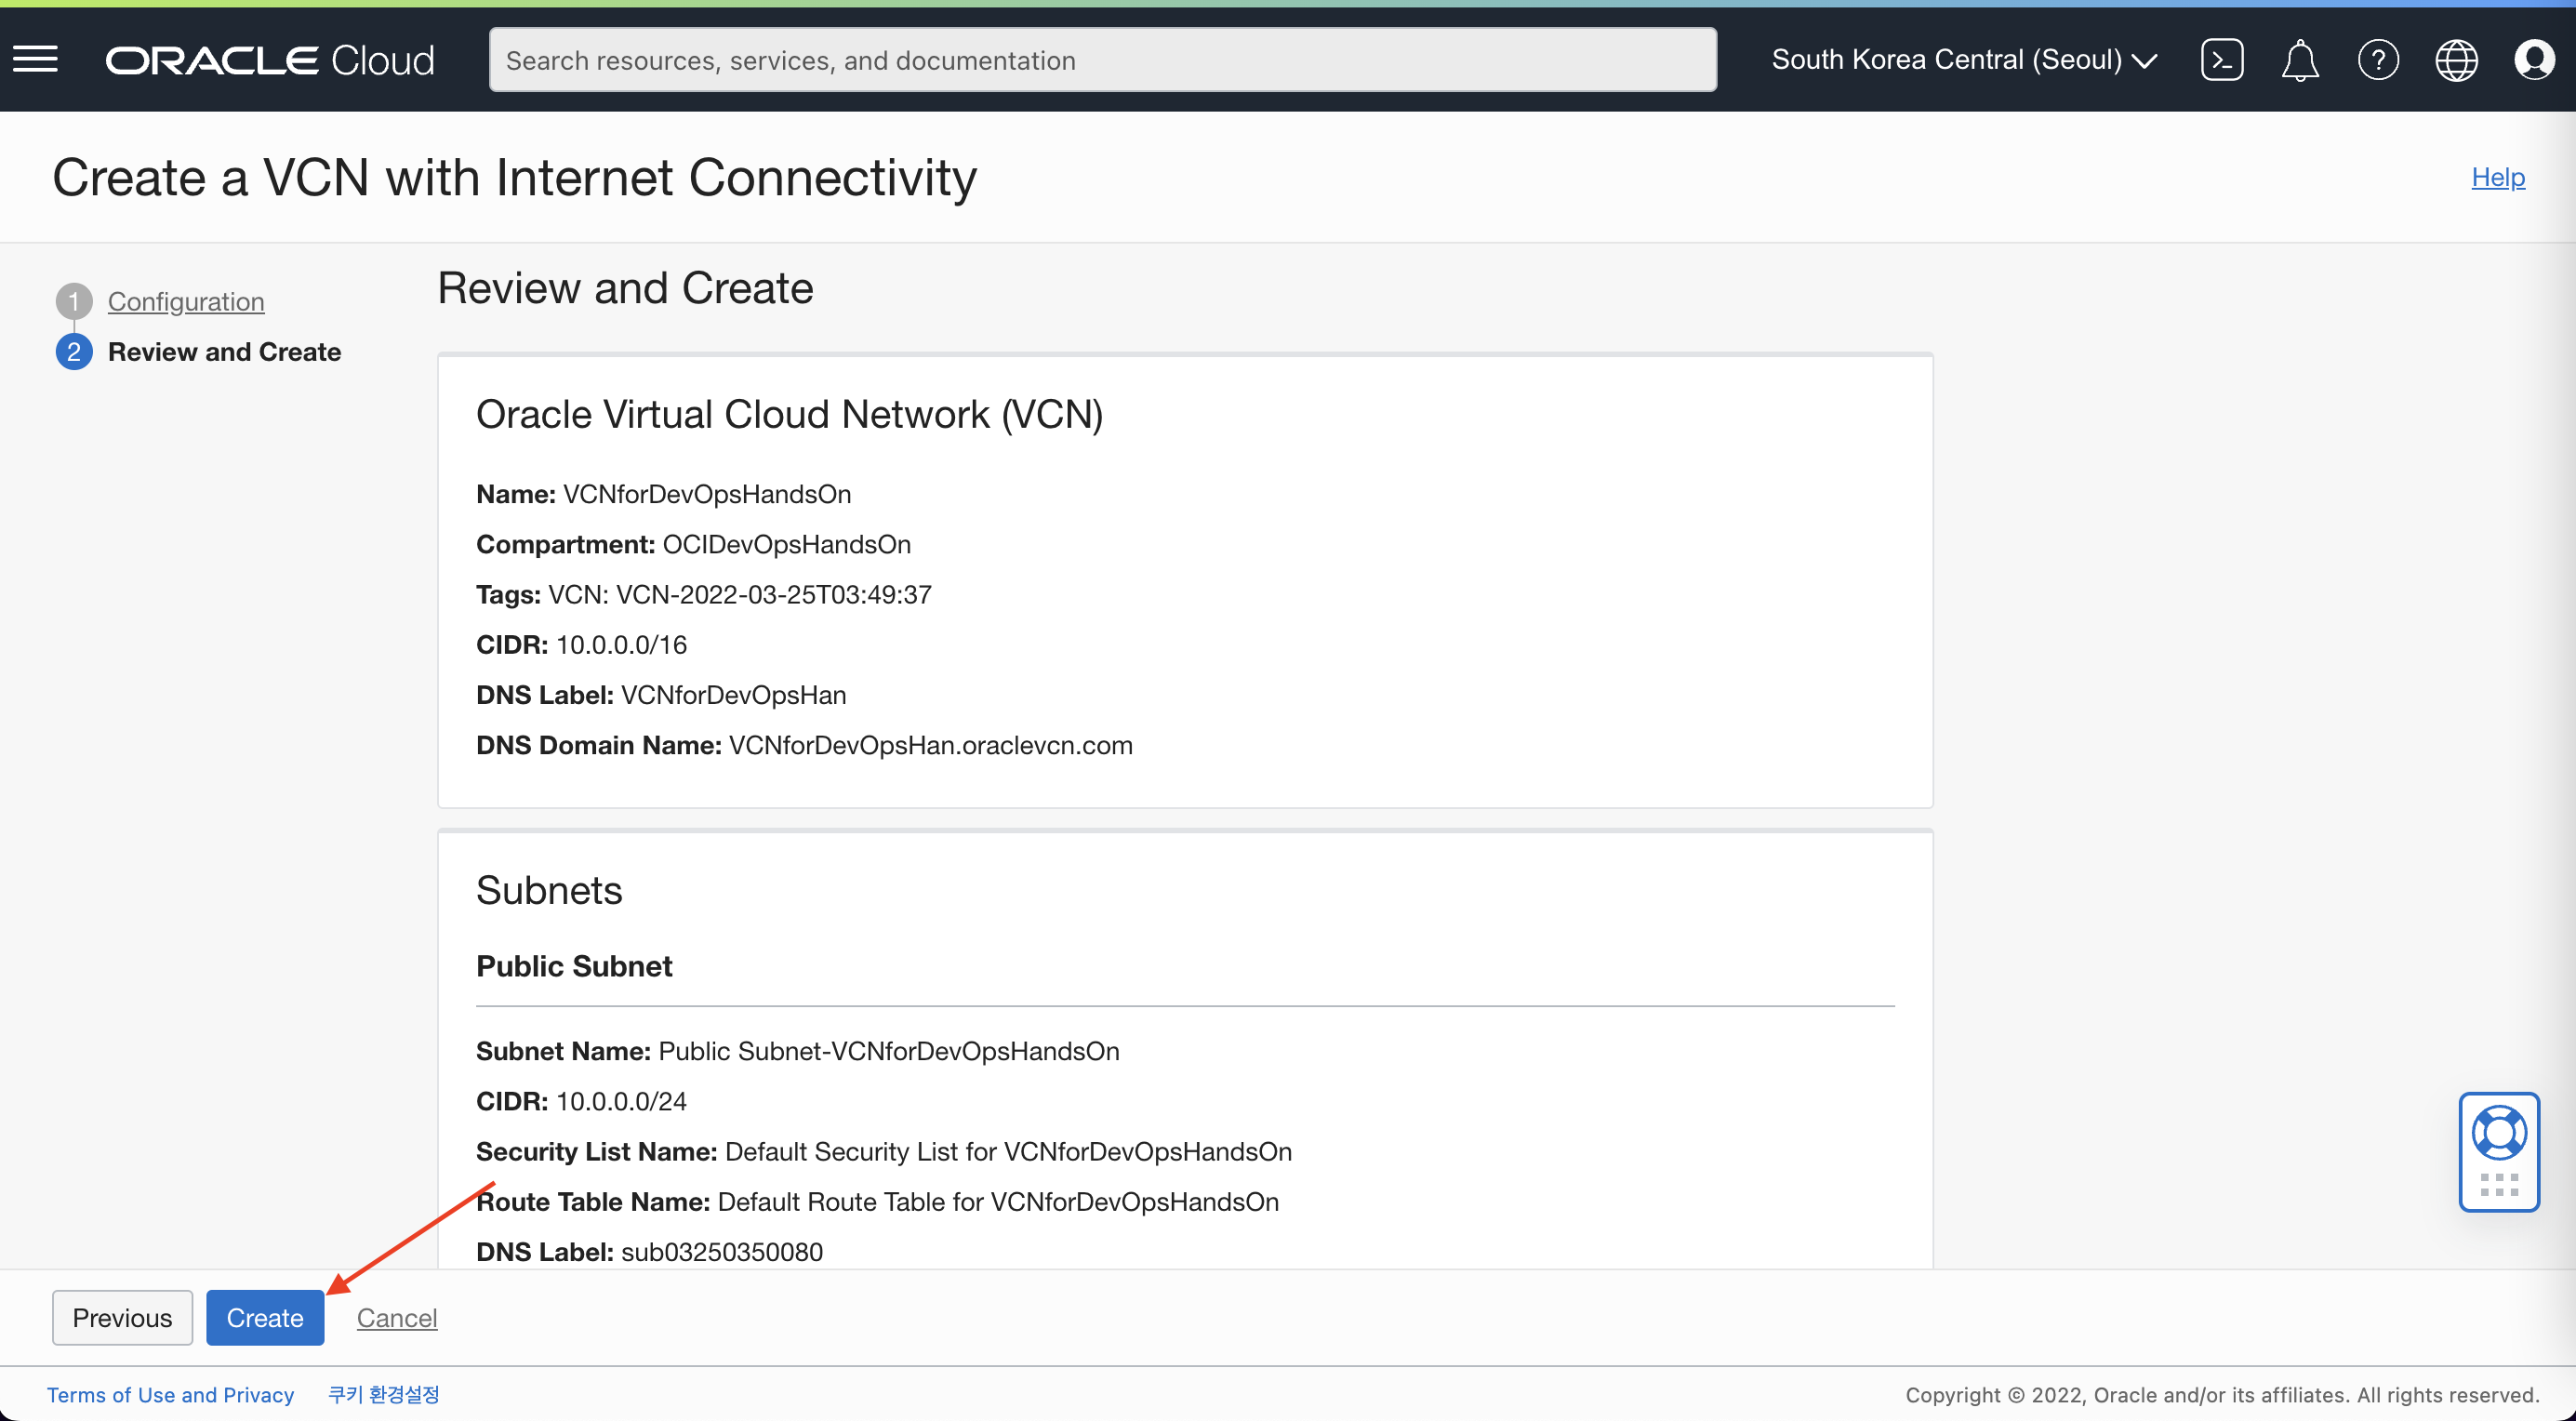 ORACLE Cloud
Search resources, services, and documentation
South Korea Central (Seoul)
Create a VCN with Internet Connectivity
Help
1 Configuration
2 Review and Create
Review and Create
Oracle Virtual Cloud Network (VCN)
Name: VCNforDevOpsHandsOn
Compartment: OCIDevOpsHandsOn
Tags: VCN: VCN-2022-03-25T03:49:37
CIDR: 10.0.0.0/16
DNS Label: VCNforDevOpsHan
DNS Domain Name: VCNforDevOpsHan.oraclevcn.com
Subnets
Public Subnet
Subnet Name: Public Subnet-VCNforDevOpsHandsOn
CIDR: 10.0.0.0/24
Security List Name: Default Security List for VCNforDevOpsHandsOn
Route Table Name: Default Route Table for VCNforDevOpsHandsOn
DNS Label: sub03250350080
Previous
Create
Cancel
Terms of Use and Privacy
쿠키 환경설정
Copyright © 2022, Oracle and/or its affiliates. All rights reserved.